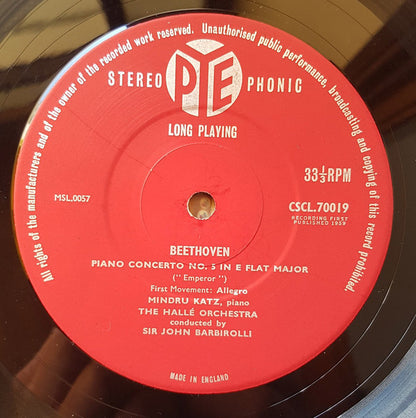 All rights of the manufacturers and of the owner of the recorded work reserved. Unauthorised public performance, broadcasting and copying of this record prohibited.
STEREO PYE PHONIC
LONG PLAYING
33⅓RPM
MSL.0057
CSCL.70019
RECORDING FIRST
PUBLISHED 1959
BEETHOVEN
PIANO CONCERTO NO. 5 IN E FLAT MAJOR
(" Emperor ")
First Movement: Allegro
MINDRU KATZ, piano
THE HALLÉ ORCHESTRA
conducted by
SIR JOHN BARBIROLLI
MADE IN ENGLAND